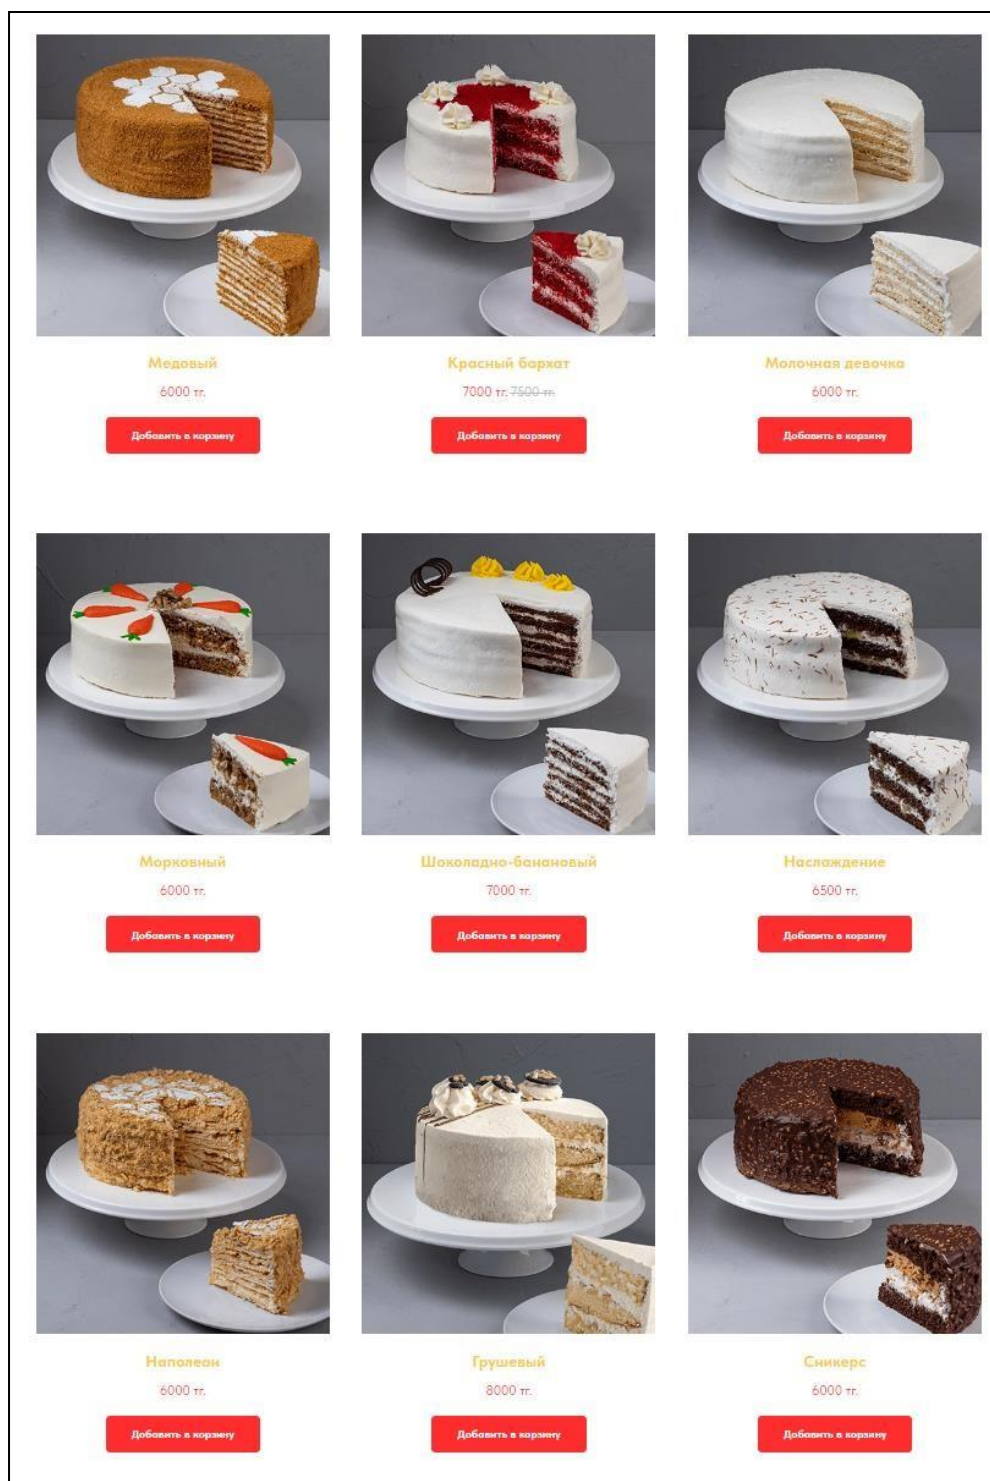 Медовый
6000 тг.
Добавить в корзину
Красный бархат
7000 тг. 7500 тг.
Добавить в корзину
Молочная девочка
6000 тг.
Добавить в корзину
Морковный
6000 тг.
Добавить в корзину
Шоколадно-банановый
7000 тг.
Добавить в корзину
Наслаждение
6500 тг.
Добавить в корзину
Наполеон
6000 тг.
Добавить в корзину
Грушевый
8000 тг.
Добавить в корзину
Сникерс
6000 тг.
Добавить в корзину